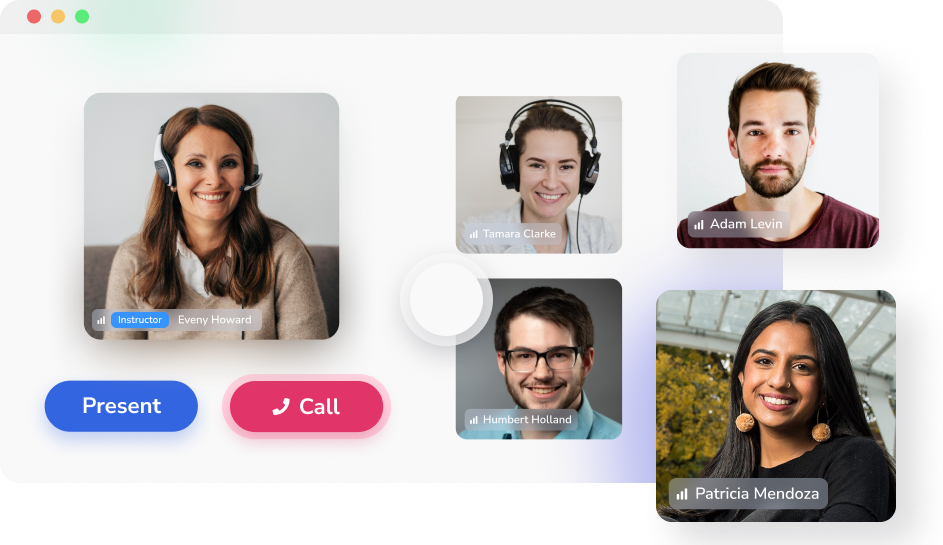 Instructor Eveny Howard
Present
Call
Tamara Clarke
Humbert Holland
Adam Levin
Patricia Mendoza